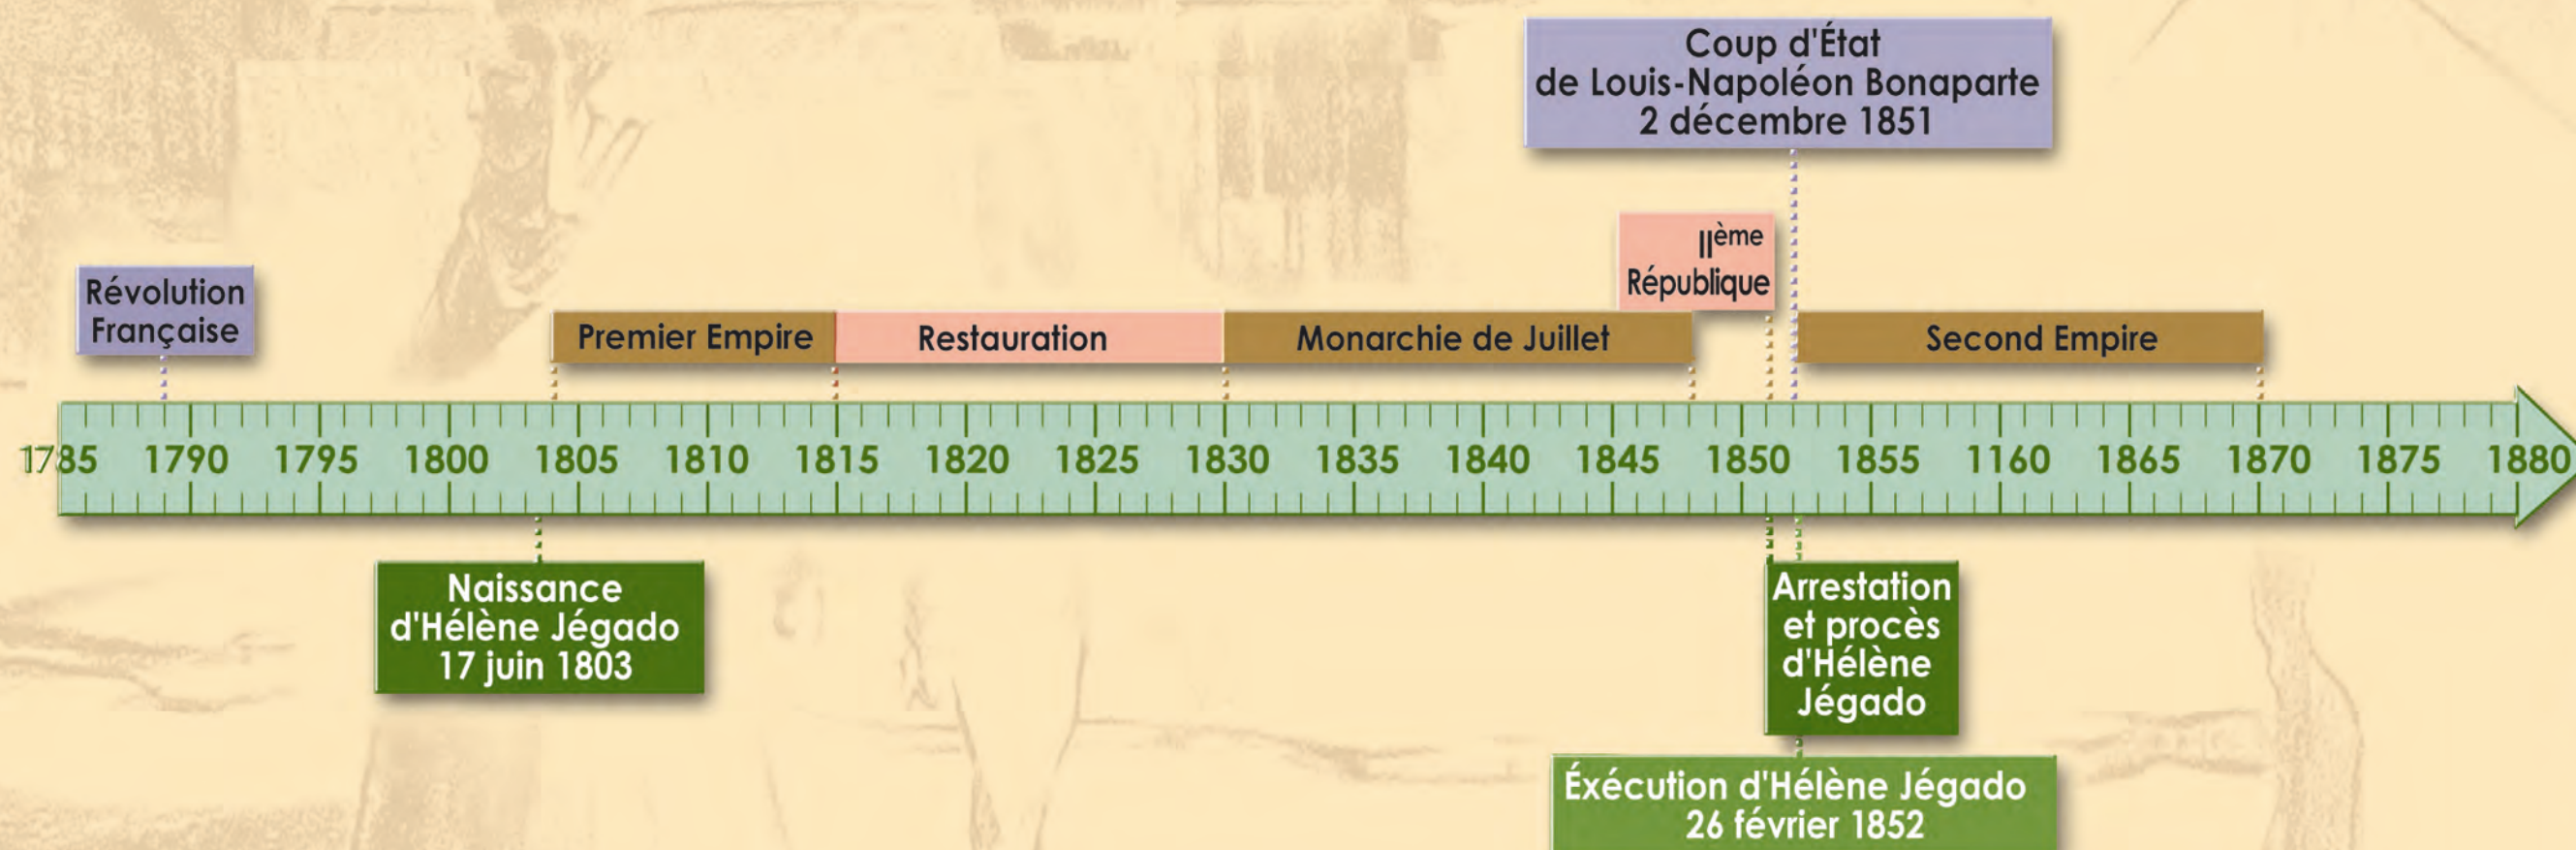 Coup d'État
de Louis-Napoléon Bonaparte
2 décembre 1851
IIème
République
Révolution
Française
Premier Empire
Restauration
Monarchie de Juillet
Second Empire
1785 1790 1795 1800 1805 1810 1815 1820 1825 1830 1835 1840 1845 1850 1855 1160 1865 1870 1875 1880
Naissance
d'Hélène Jégado
17 juin 1803
Arrestation
et procès
d'Hélène
Jégado
Éxécution d'Hélène Jégado
26 février 1852